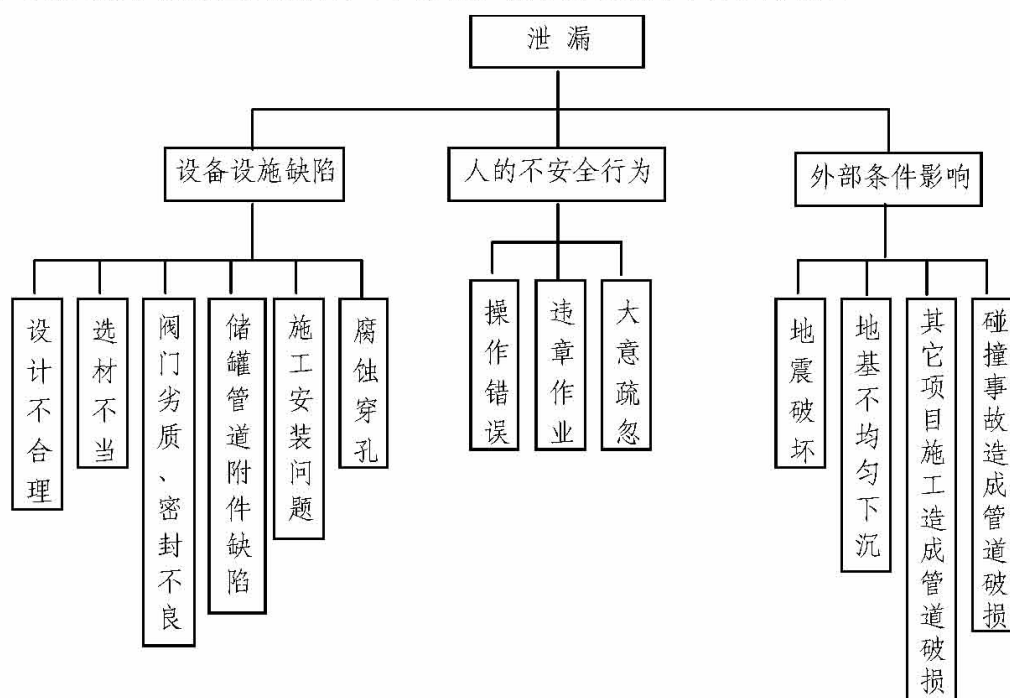 泄漏
设备设施缺陷
人的不安全行为
外部条件影响
设计不合理
选材不当
阀门劣质、密封不良
储罐管道附件缺陷
施工安装问题
腐蚀穿孔
操作错误
违章作业
大意疏忽
地震破坏
地基不均匀下沉
其它项目施工造成管道破损
碰撞事故造成管道破损